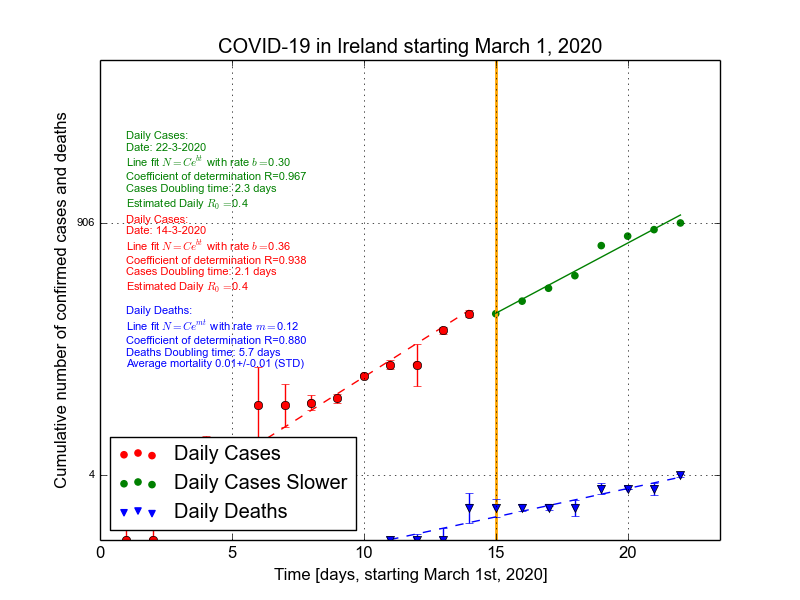 COVID-19 in Ireland starting March 1, 2020
Cumulative number of confirmed cases and deaths
906
4
Daily Cases:
Date: 22-3-2020
Line fit N = Ce^{bt} with rate b =0.30
Coefficient of determination R=0.967
Cases Doubling time: 2.3 days
Estimated Daily R_0 =0.4
Daily Cases:
Date: 14-3-2020
Line fit N = Ce^{bt} with rate b =0.36
Coefficient of determination R=0.938
Cases Doubling time: 2.1 days
Estimated Daily R_0 =0.4
Daily Deaths:
Line fit N = Ce^{mt} with rate m =0.12
Coefficient of determination R=0.880
Deaths Doubling time: 5.7 days
Average mortality 0.01+/-0.01 (STD)
Daily Cases
Daily Cases Slower
Daily Deaths
0 5 10 15 20
Time [days, starting March 1st, 2020]